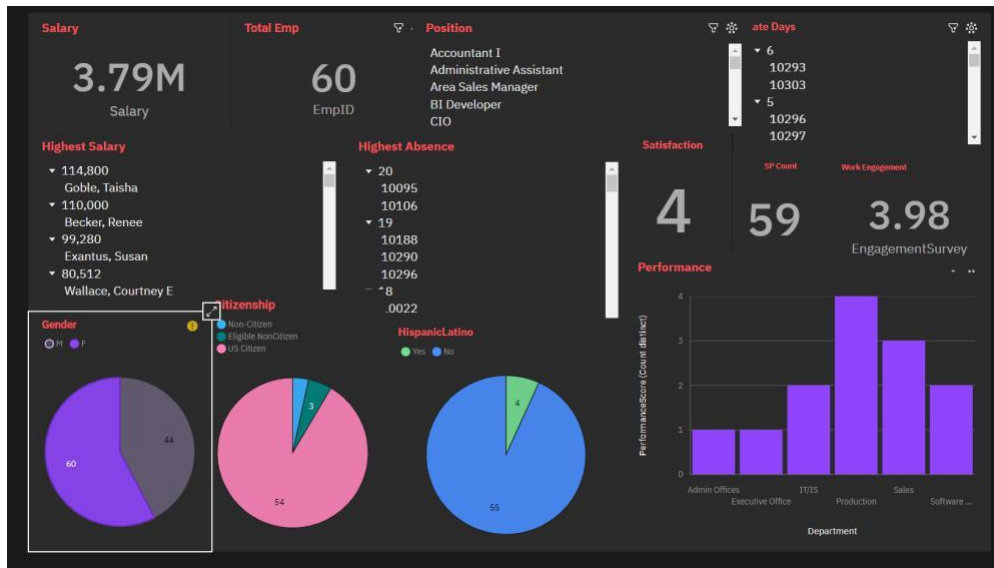 Salary
3.79M
Salary
Total Emp
60
EmpID
Position
Accountant I
Administrative Assistant
Area Sales Manager
BI Developer
CIO
ate Days
6
10293
10303
5
10296
10297
Highest Salary
114,800
Goble, Taisha
110,000
Becker, Renee
99,280
Exantus, Susan
80,512
Wallace, Courtney E
Highest Absence
20
10095
10106
19
10188
10290
10296
8
.0022
Satisfaction
4
SP Count
59
Work Engagement
3.98
EngagementSurvey
Gender
M F
44
60
Citizenship
Non-Citizen
Eligible NonCitizen
US Citizen
3
54
HispanicLatino
Yes No
4
55
Performance
PerformanceScore (Count distinct)
4
3
2
1
0
Admin Offices
Executive Office
IT/IS
Production
Sales
Software ...
Department